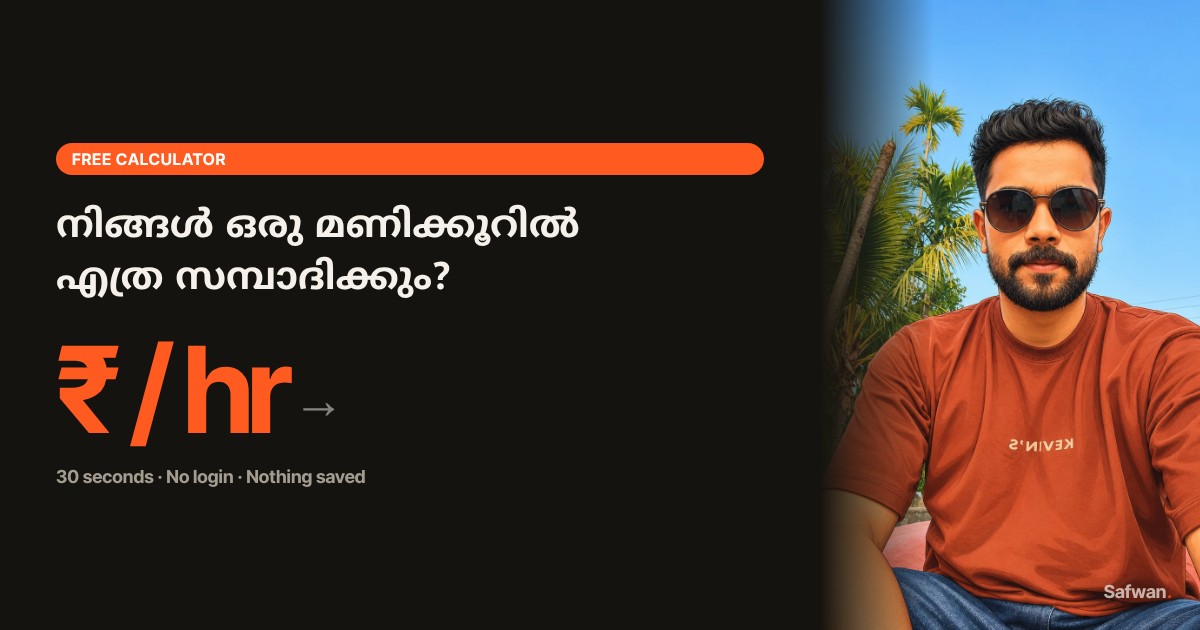 FREE CALCULATOR
നിങ്ങൾ ഒരു മണിക്കൂറിൽ
എത്ര സമ്പാദിക്കും?
₹/hr→
30 seconds · No login · Nothing saved
KEVIN'S
Safwan.